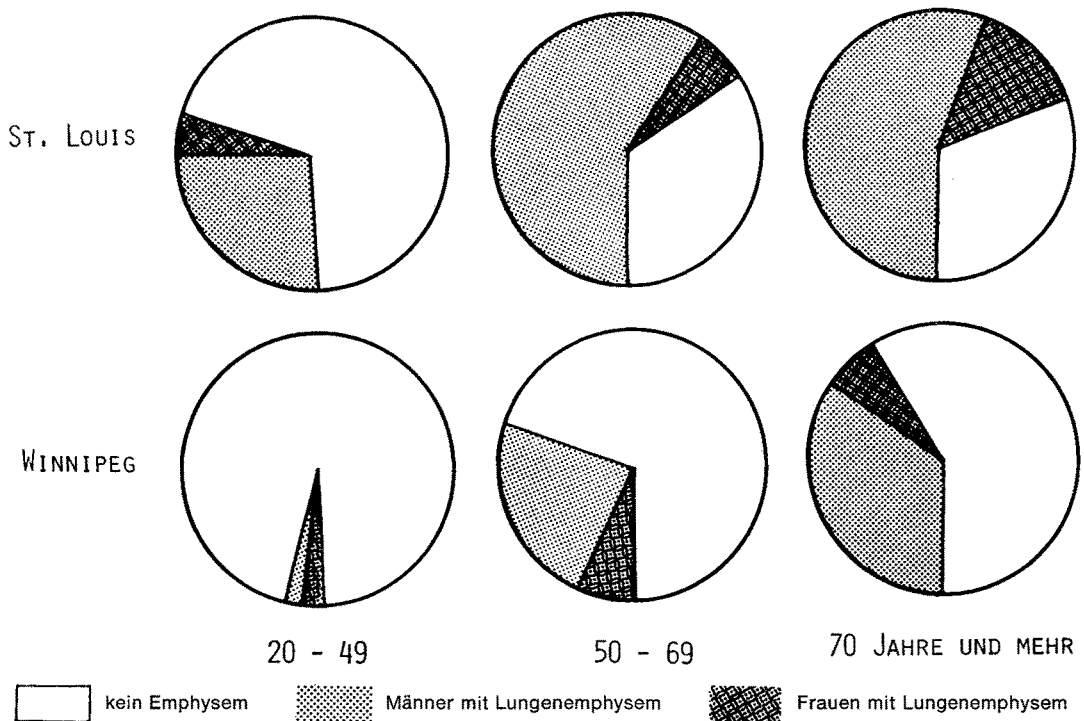 St. Louis
Winnipeg
20 - 49 50 - 69 70 Jahre und mehr
kein Emphysem Männer mit Lungenemphysem Frauen mit Lungenemphysem